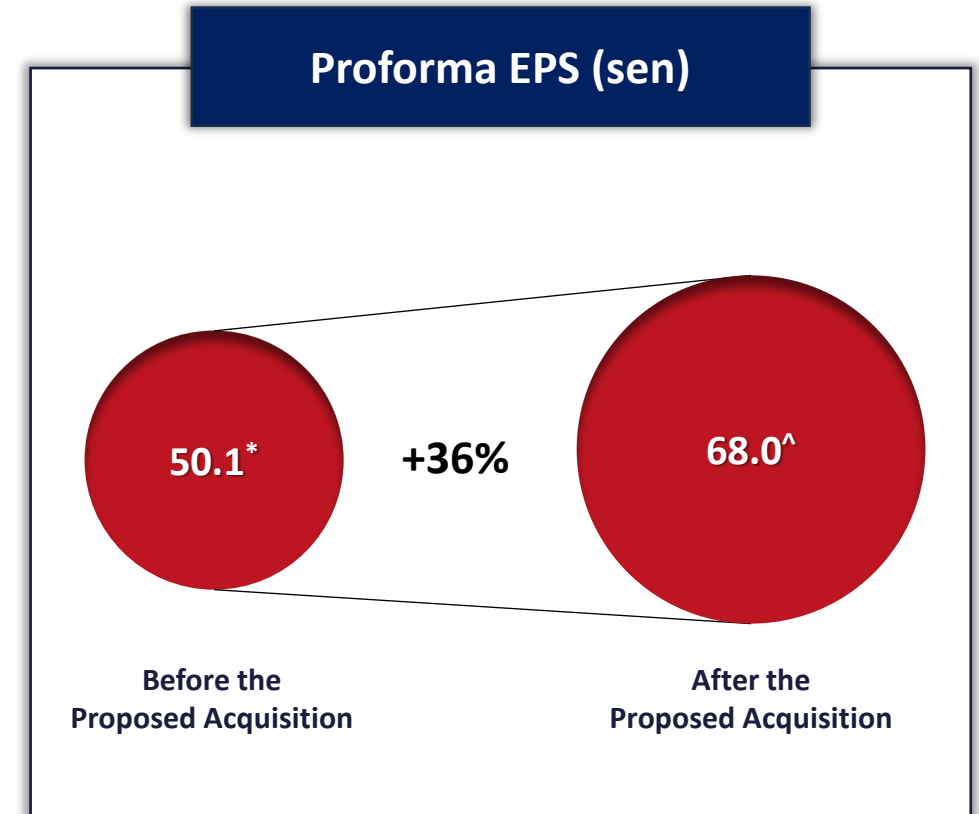 Proforma EPS (sen)
50.1*
+36%
68.0^
Before the
Proposed Acquisition
After the
Proposed Acquisition